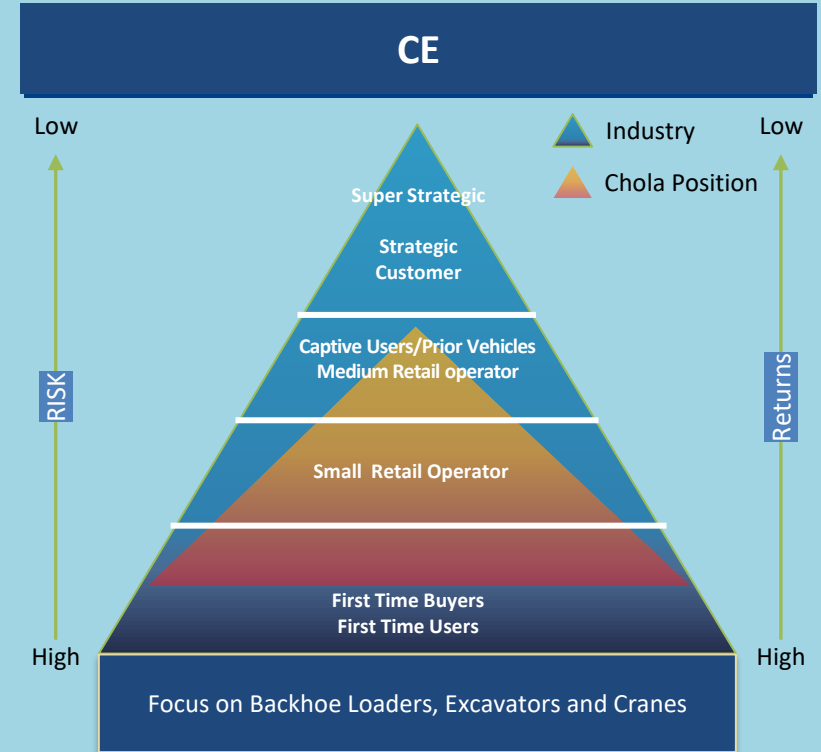 CE
Low
Industry
Low
Chola Position
Super Strategic
Strategic
Customer
Captive Users/Prior Vehicles
Medium Retail operator
RISK
Returns
Small Retail Operator
First Time Buyers
First Time Users
High
High
Focus on Backhoe Loaders, Excavators and Cranes